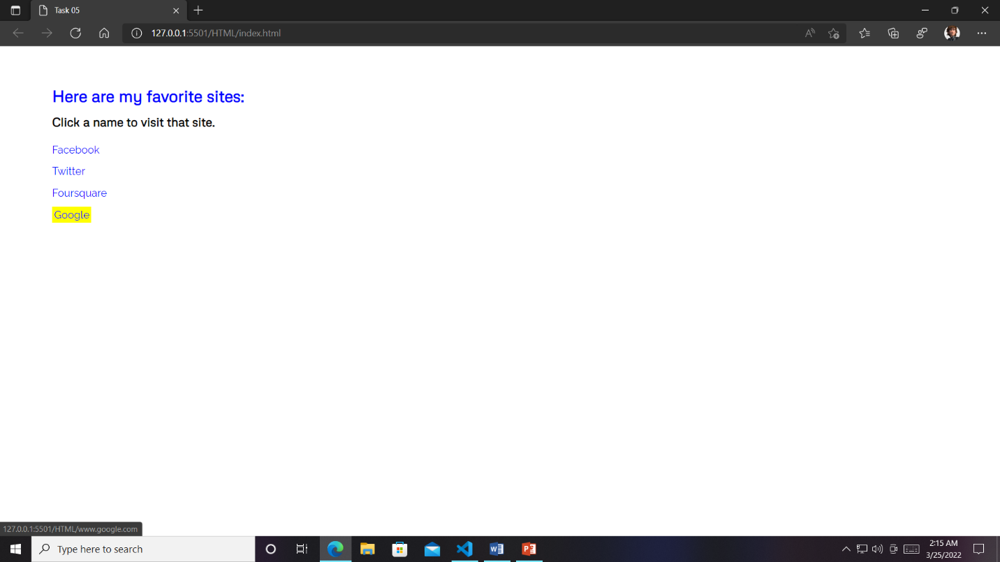 Task 05
127.0.0.1:5501/HTML/index.html
Here are my favorite sites:
Click a name to visit that site.
Facebook
Twitter
Foursquare
Google
127.0.0.1:5501/HTML/www.google.com
Type here to search
2:15 AM
3/25/2022